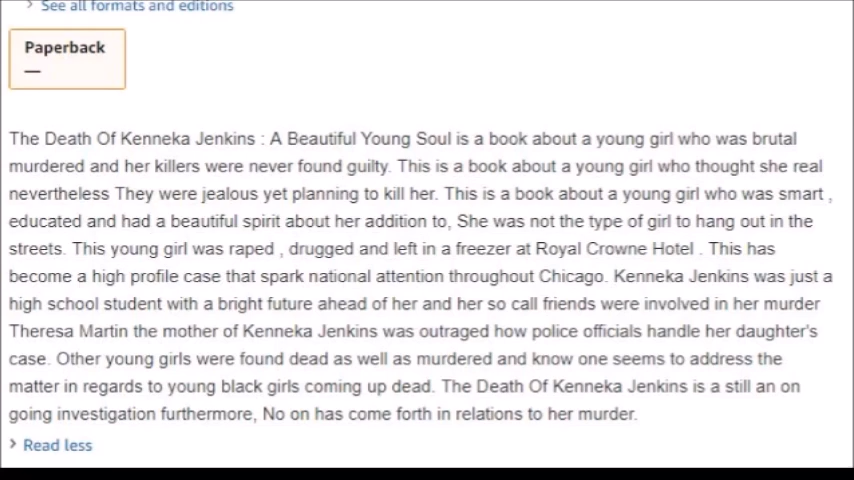 See all formats and editions
Paperback
—
The Death Of Kenneka Jenkins : A Beautiful Young Soul is a book about a young girl who was brutal
murdered and her killers were never found guilty. This is a book about a young girl who thought she real
nevertheless They were jealous yet planning to kill her. This is a book about a young girl who was smart ,
educated and had a beautiful spirit about her addition to, She was not the type of girl to hang out in the
streets. This young girl was raped , drugged and left in a freezer at Royal Crowne Hotel . This has
become a high profile case that spark national attention throughout Chicago. Kenneka Jenkins was just a
high school student with a bright future ahead of her and her so call friends were involved in her murder
Theresa Martin the mother of Kenneka Jenkins was outraged how police officials handle her daughter's
case. Other young girls were found dead as well as murdered and know one seems to address the
matter in regards to young black girls coming up dead. The Death Of Kenneka Jenkins is a still an on
going investigation furthermore, No on has come forth in relations to her murder.
Read less